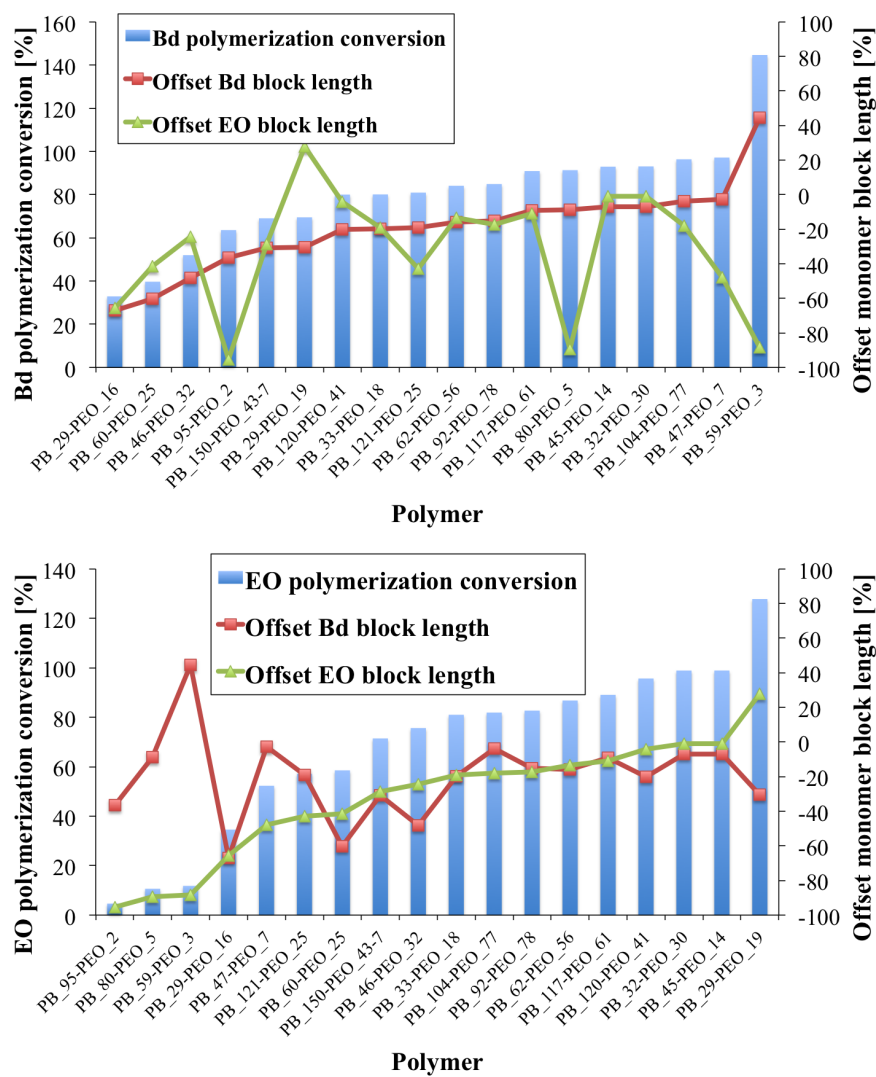 Bd polymerization conversion [%]
160
140
120
100
80
60
40
20
0
Bd polymerization conversion
Offset Bd block length
Offset EO block length
100
80
60
40
20
0
-20
-40
-60
-80
-100
Offset monomer block length [%]
PB_29-PEO_16
PB_60-PEO_25
PB_46-PEO_32
PB_95-PEO_2
PB_150-PEO_43-7
PB_29-PEO_19
PB_120-PEO_41
PB_33-PEO_18
PB_121-PEO_25
PB_62-PEO_56
PB_92-PEO_78
PB_117-PEO_61
PB_80-PEO_5
PB_45-PEO_14
PB_32-PEO_30
PB_104-PEO_77
PB_47-PEO_7
PB_59-PEO_3
Polymer
EO polymerization conversion [%]
140
120
100
80
60
40
20
0
EO polymerization conversion
Offset Bd block length
Offset EO block length
100
80
60
40
20
0
-20
-40
-60
-80
-100
Offset monomer block length [%]
PB_95-PEO_2
PB_80-PEO_5
PB_59-PEO_3
PB_29-PEO_16
PB_47-PEO_7
PB_121-PEO_25
PB_60-PEO_25
PB_150-PEO_43-7
PB_46-PEO_32
PB_33-PEO_18
PB_104-PEO_77
PB_92-PEO_78
PB_62-PEO_56
PB_117-PEO_61
PB_120-PEO_41
PB_32-PEO_30
PB_45-PEO_14
PB_29-PEO_19
Polymer